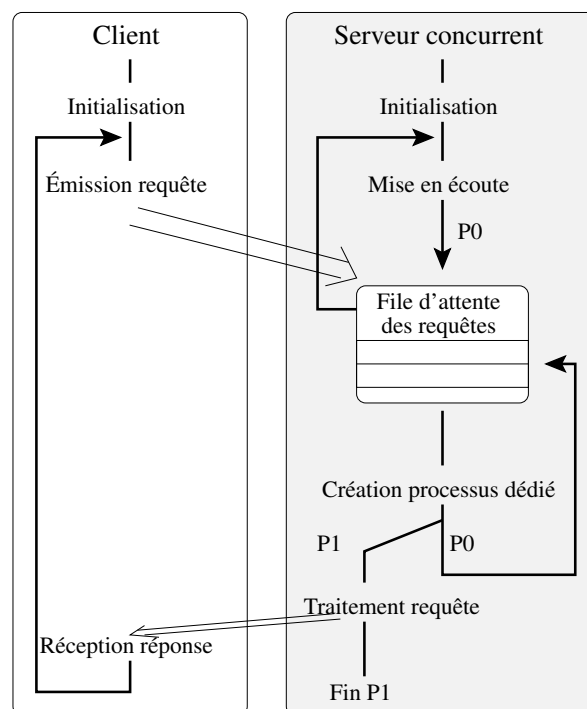 Client
Initialisation
Émission requête
Réception réponse
Serveur concurrent
Initialisation
Mise en écoute
P0
File d’attente
des requêtes
Création processus dédié
P1
P0
Traitement requête
Fin P1